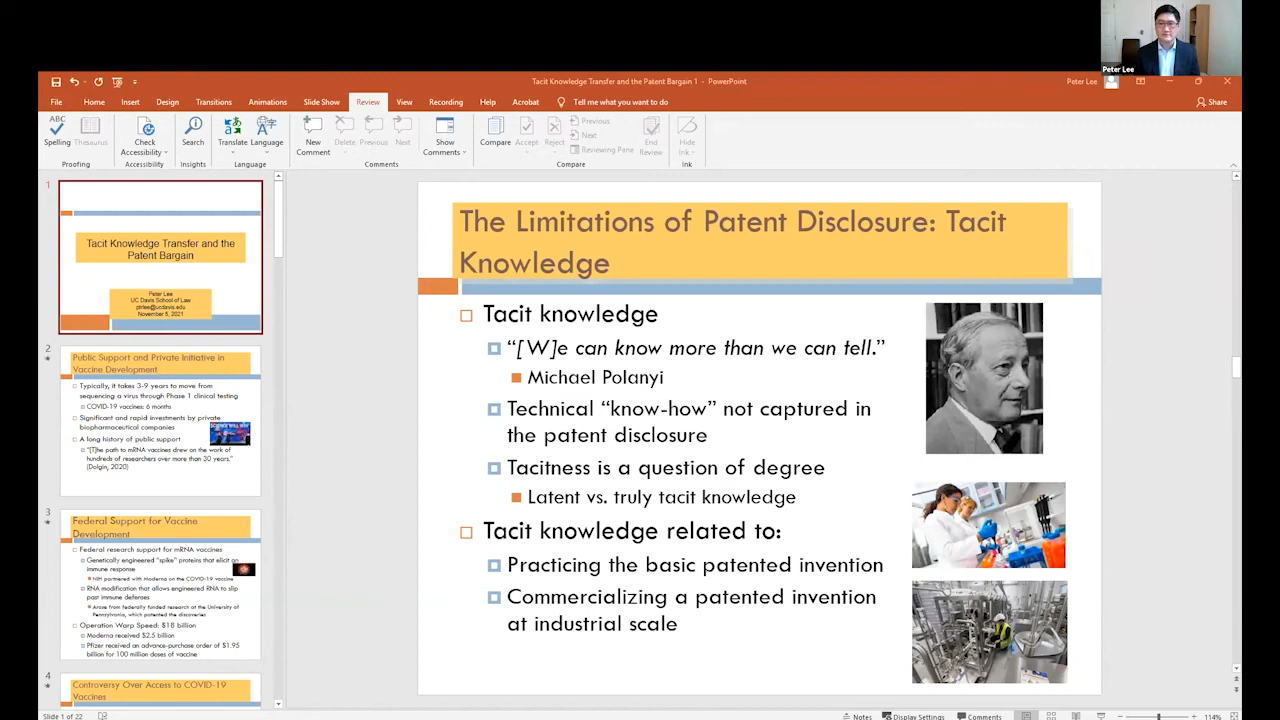 Peter Lee
Tacit Knowledge Transfer and the Patent Bargain 1 - PowerPoint
Peter Lee
File Home Insert Design Transitions Animations Slide Show Review View Recording Help Acrobat Tell me what you want to do
Share
ABC
Spelling Thesaurus
Proofing
Check
Accessibility
Accessibility
Search
Insights
Translate Language
Language
New
Comment
Delete Previous Next
Show
Comments
Comments
Compare Accept Reject
Previous
Next
Reviewing Pane
End
Review
Compare
Hide
Ink
Ink
1
Tacit Knowledge Transfer and the
Patent Bargain
Peter Lee
UC Davis School of Law
ptrlee@ucdavis.edu
November 5, 2021
2
Public Support and Private Initiative in
Vaccine Development
Typically, it takes 3-9 years to move from
sequencing a virus through Phase 1 clinical testing
COVID-19 vaccines: 6 months
Significant and rapid investments by private
biopharmaceutical companies
SCIENCE WILL WIN
A long history of public support
"[T]he path to mRNA vaccines drew on the work of
hundreds of researchers over more than 30 years."
(Dolgin, 2020)
3
Federal Support for Vaccine
Development
Federal research support for mRNA vaccines
Genetically engineered "spike" proteins that elicit an
immune response
NIH partnered with Moderna on the COVID-19 vaccine
RNA modification that allows engineered RNA to slip
past immune defenses
Arose from federally funded research at the University of
Pennsylvania, which patented the discoveries
Operation Warp Speed: $18 billion
Moderna received $2.5 billion
Pfizer received an advance-purchase order of $1.95
billion for 100 million doses of vaccine
4
Controversy Over Access to COVID-19
Vaccines
The Limitations of Patent Disclosure: Tacit
Knowledge
Tacit knowledge
"[W]e can know more than we can tell."
Michael Polanyi
Technical "know-how" not captured in
the patent disclosure
Tacitness is a question of degree
Latent vs. truly tacit knowledge
Tacit knowledge related to:
Practicing the basic patented invention
Commercializing a patented invention
at industrial scale
Slide 1 of 22
Notes Display Settings Comments 114%